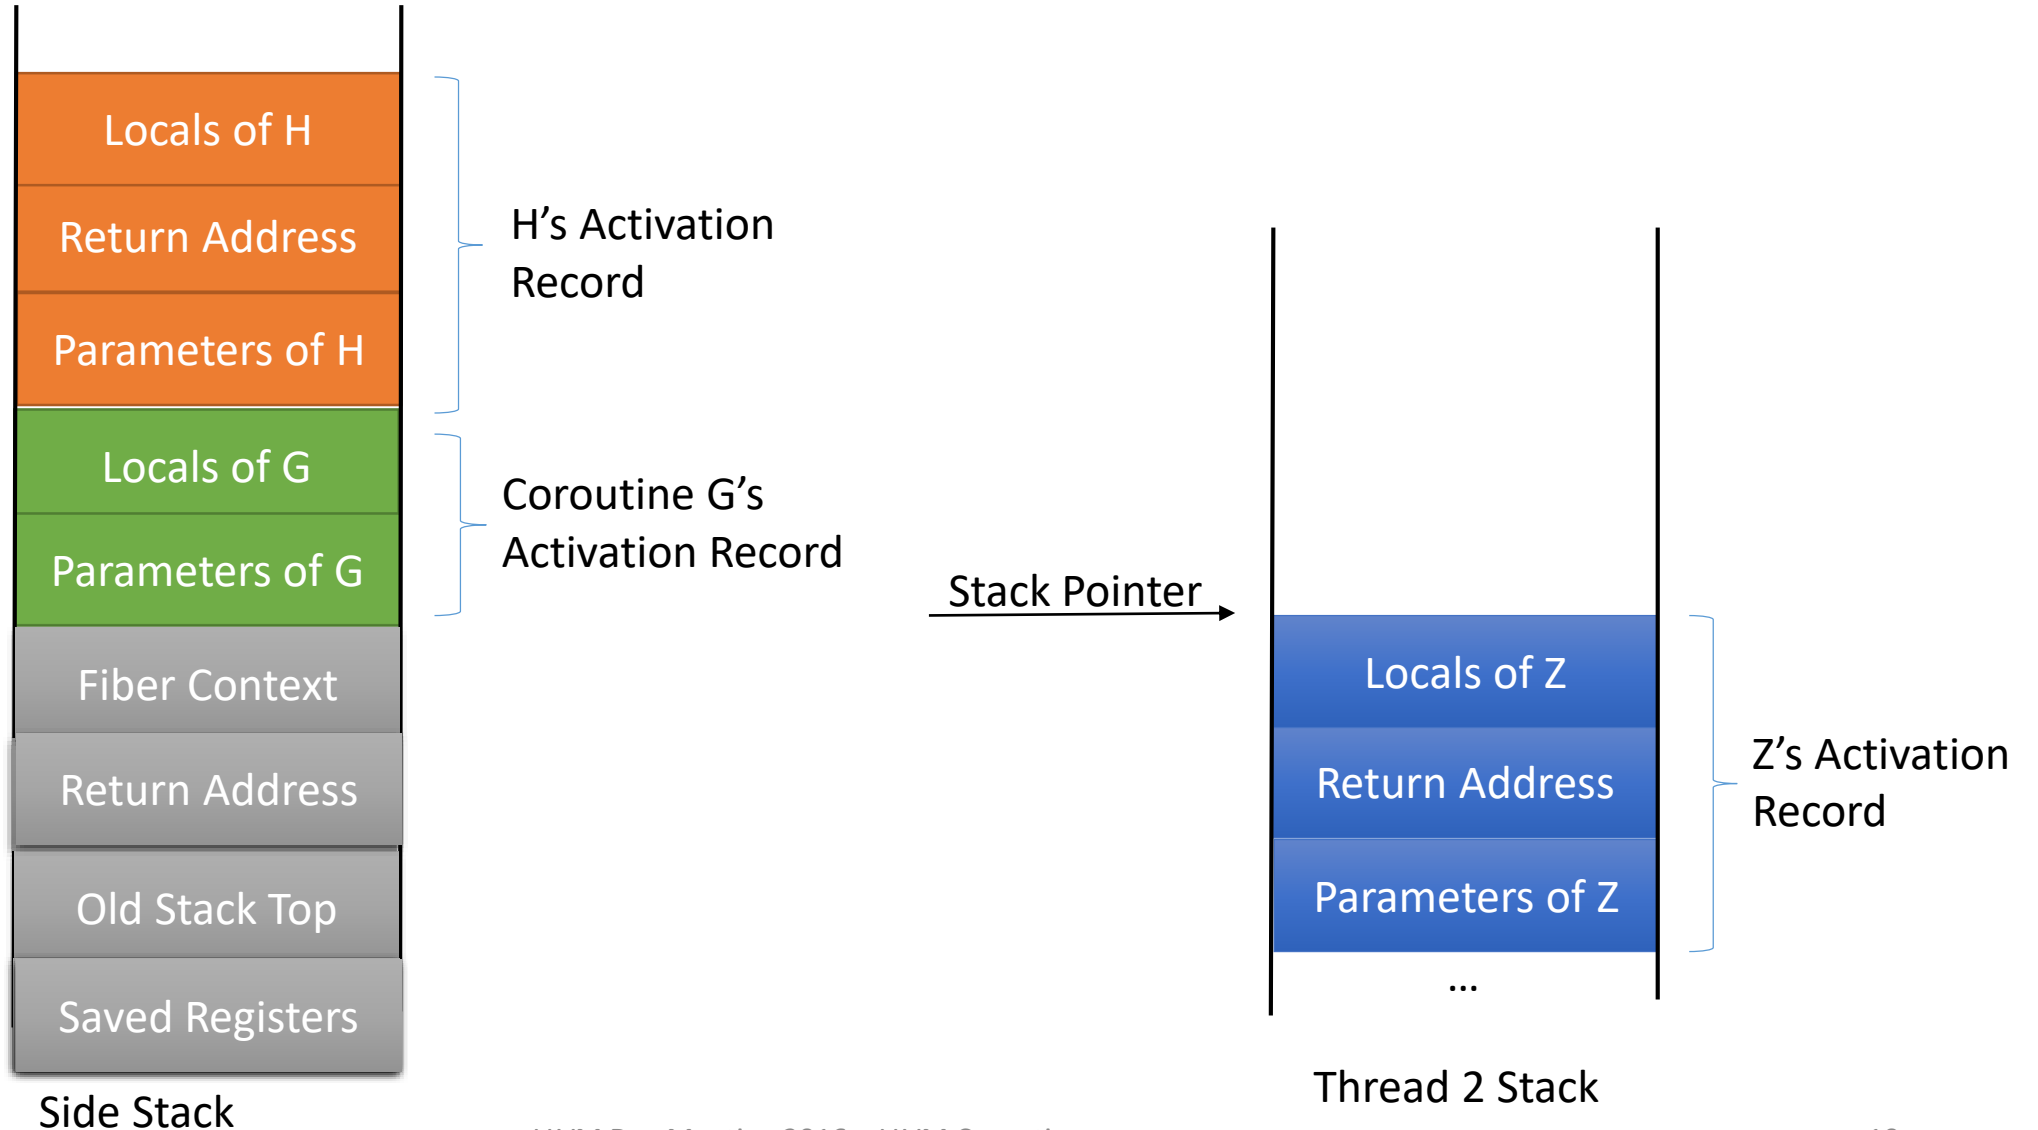 Locals of H
Return Address
Parameters of H
H’s Activation
Record
Locals of G
Parameters of G
Coroutine G’s
Activation Record
Fiber Context
Return Address
Old Stack Top
Saved Registers
Side Stack
Stack Pointer
Locals of Z
Return Address
Parameters of Z
...
Z’s Activation
Record
Thread 2 Stack